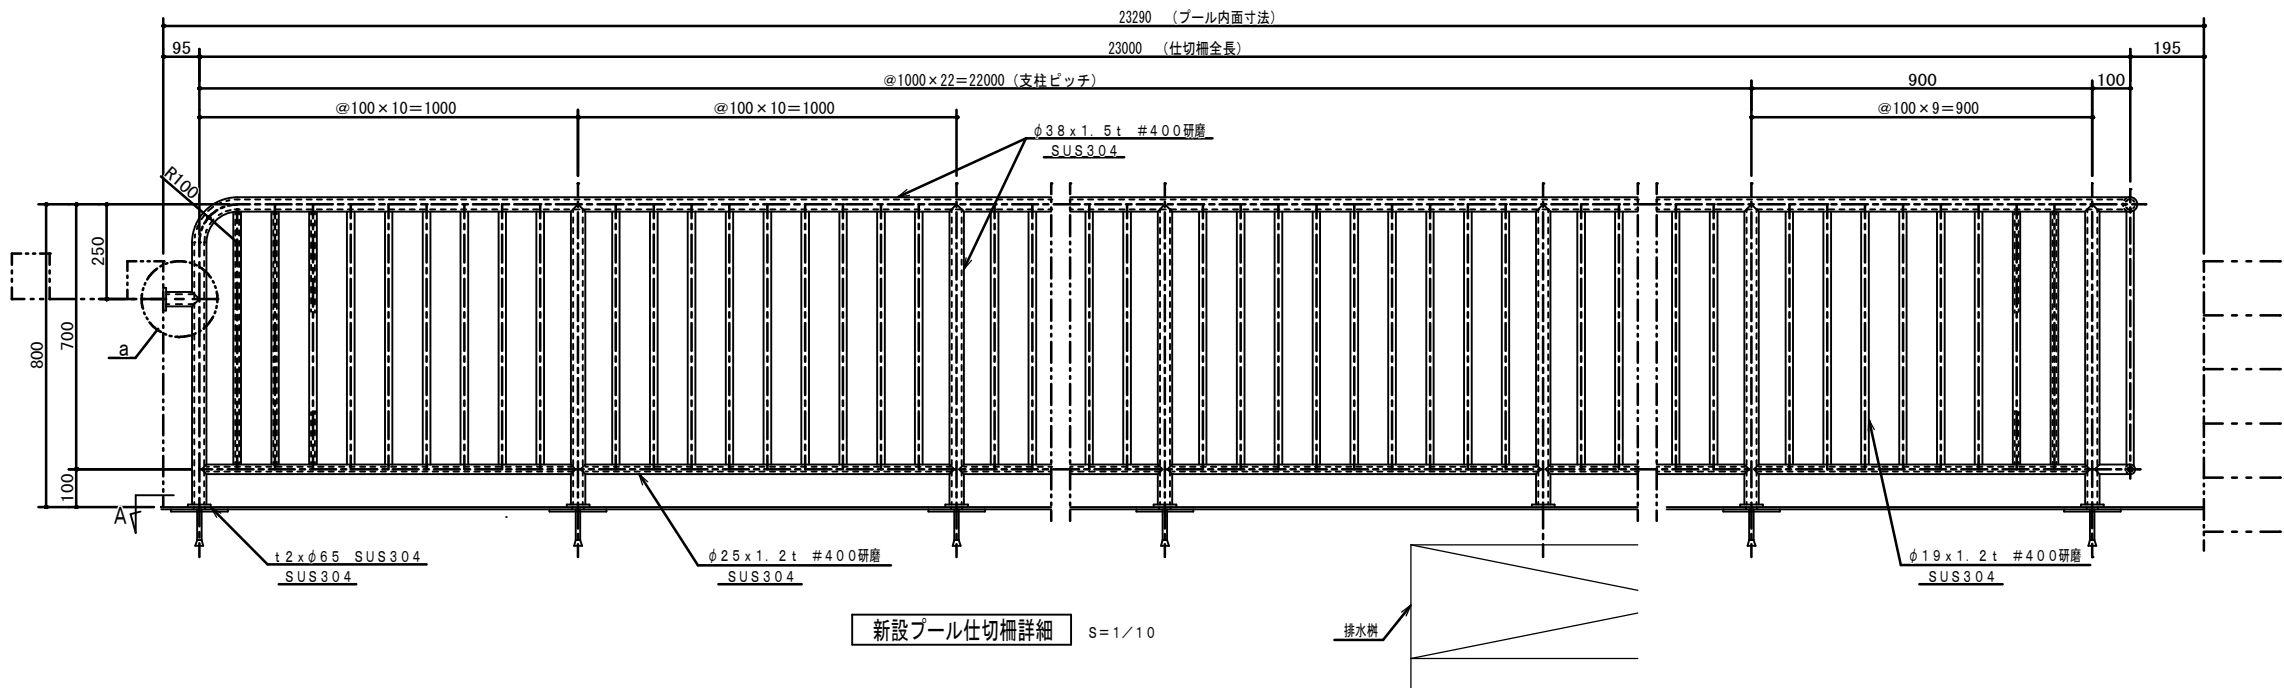 23290 (プール内面寸法)
95
23000 (仕切柵全長)
195
@1000×22=22000(支柱ピッチ)
900
100
@100×10=1000
@100×10=1000
@100×9=900
φ38x1.5t #400研磨
SUS304
R100
250
700
800
a
100
A
t2xφ65 SUS304
SUS304
φ25x1.2t #400研磨
SUS304
φ19x1.2t #400研磨
SUS304
新設プール仕切柵詳細 S=1/10
排水桝